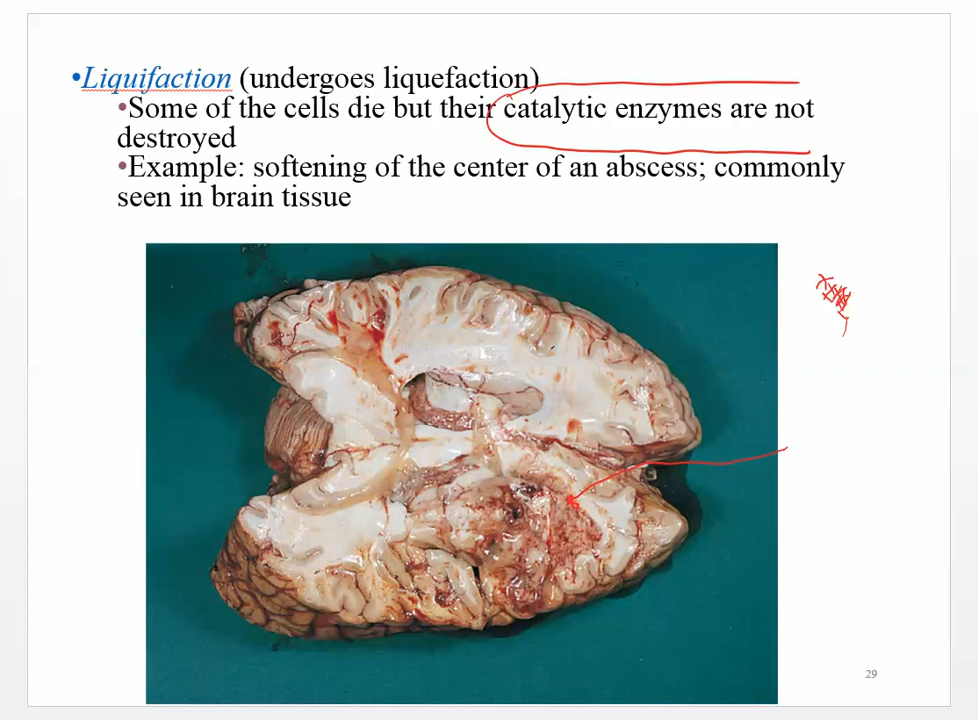 •Liquifaction (undergoes liquefaction)
•Some of the cells die but their catalytic enzymes are not
destroyed
•Example: softening of the center of an abscess; commonly
seen in brain tissue
29